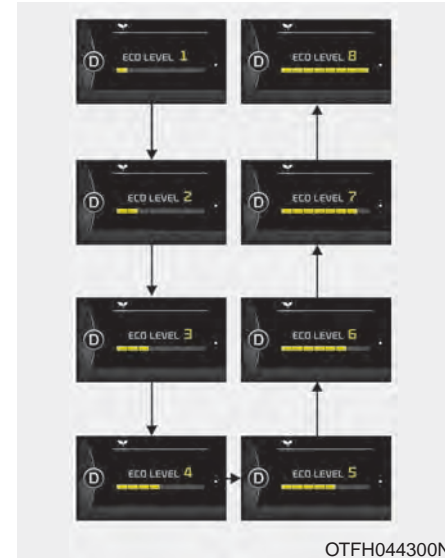 D ECO LEVEL 1
D ECO LEVEL 8
D ECO LEVEL 2
D ECO LEVEL 7
D ECO LEVEL 3
D ECO LEVEL 6
D ECO LEVEL 4
D ECO LEVEL 5
OTFH044300N